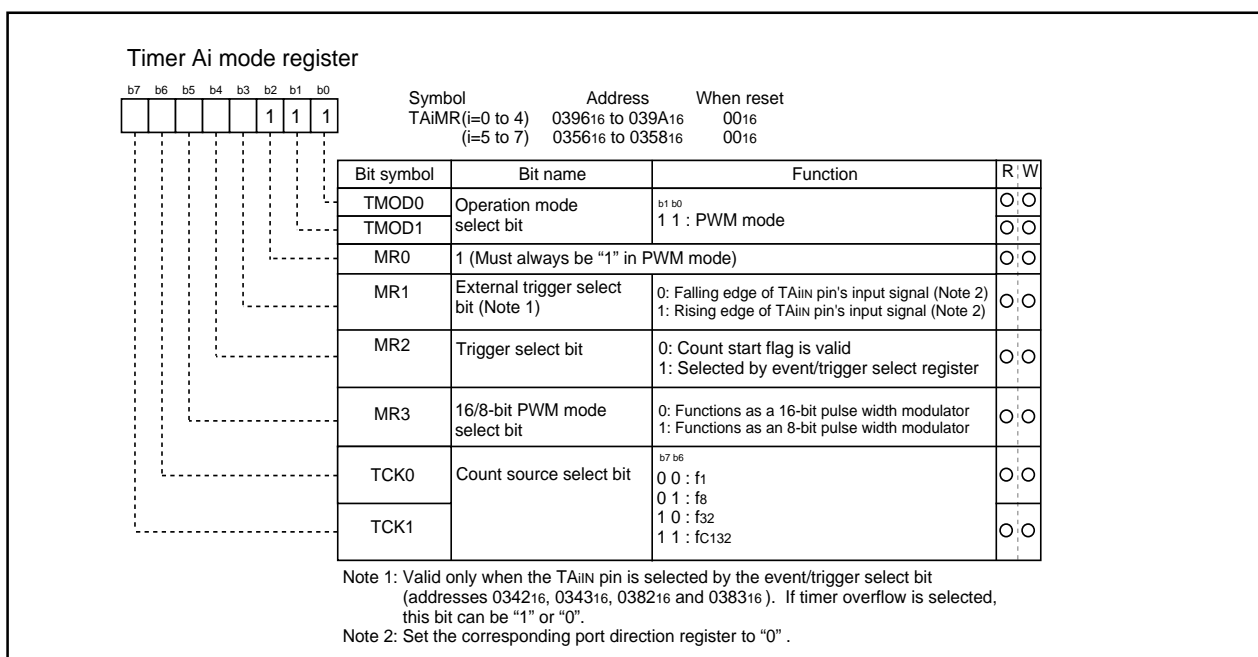 Timer Ai mode register
b7 b6 b5 b4 b3 b2 b1 b0
1 1 1
Symbol Address When reset
TAiMR(i=0 to 4) 039616 to 039A16 0016
(i=5 to 7) 035616 to 035816 0016
Bit symbol Bit name Function R W
TMOD0 Operation mode select bit b1 b0
TMOD1 1 1 : PWM mode
MR0 1 (Must always be “1” in PWM mode)
MR1 External trigger select bit (Note 1) 0: Falling edge of TAiIN pin's input signal (Note 2)
1: Rising edge of TAiIN pin's input signal (Note 2)
MR2 Trigger select bit 0: Count start flag is valid
1: Selected by event/trigger select register
MR3 16/8-bit PWM mode select bit 0: Functions as a 16-bit pulse width modulator
1: Functions as an 8-bit pulse width modulator
b7 b6
TCK0 Count source select bit 0 0 : f1
0 1 : f8
TCK1 1 0 : f32
1 1 : fC132
Note 1: Valid only when the TAiIN pin is selected by the event/trigger select bit
(addresses 034216, 034316, 038216 and 038316 ). If timer overflow is selected,
this bit can be “1” or “0”.
Note 2: Set the corresponding port direction register to “0” .